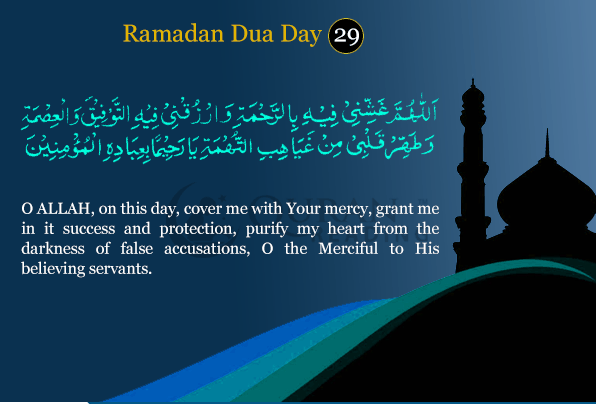 Ramadan Dua Day 29
اَللّٰهُمَّ غَشِّنِيْ فِيْهِ بِالرَّحْمَةِ وَارْزُقْنِيْ فِيْهِ التَّوْفِيْقَ وَالْعِصْمَةَ
وَطَهِّرْ قَلْبِيْ مِنْ غَيَاهِبِ التُّهْمَةِ يَا رَحِيْمًا بِعِبَادِهِ الْمُؤْمِنِيْنَ
O ALLAH, on this day, cover me with Your mercy, grant me
in it success and protection, purify my heart from the
darkness of false accusations, O the Merciful to His
believing servants.